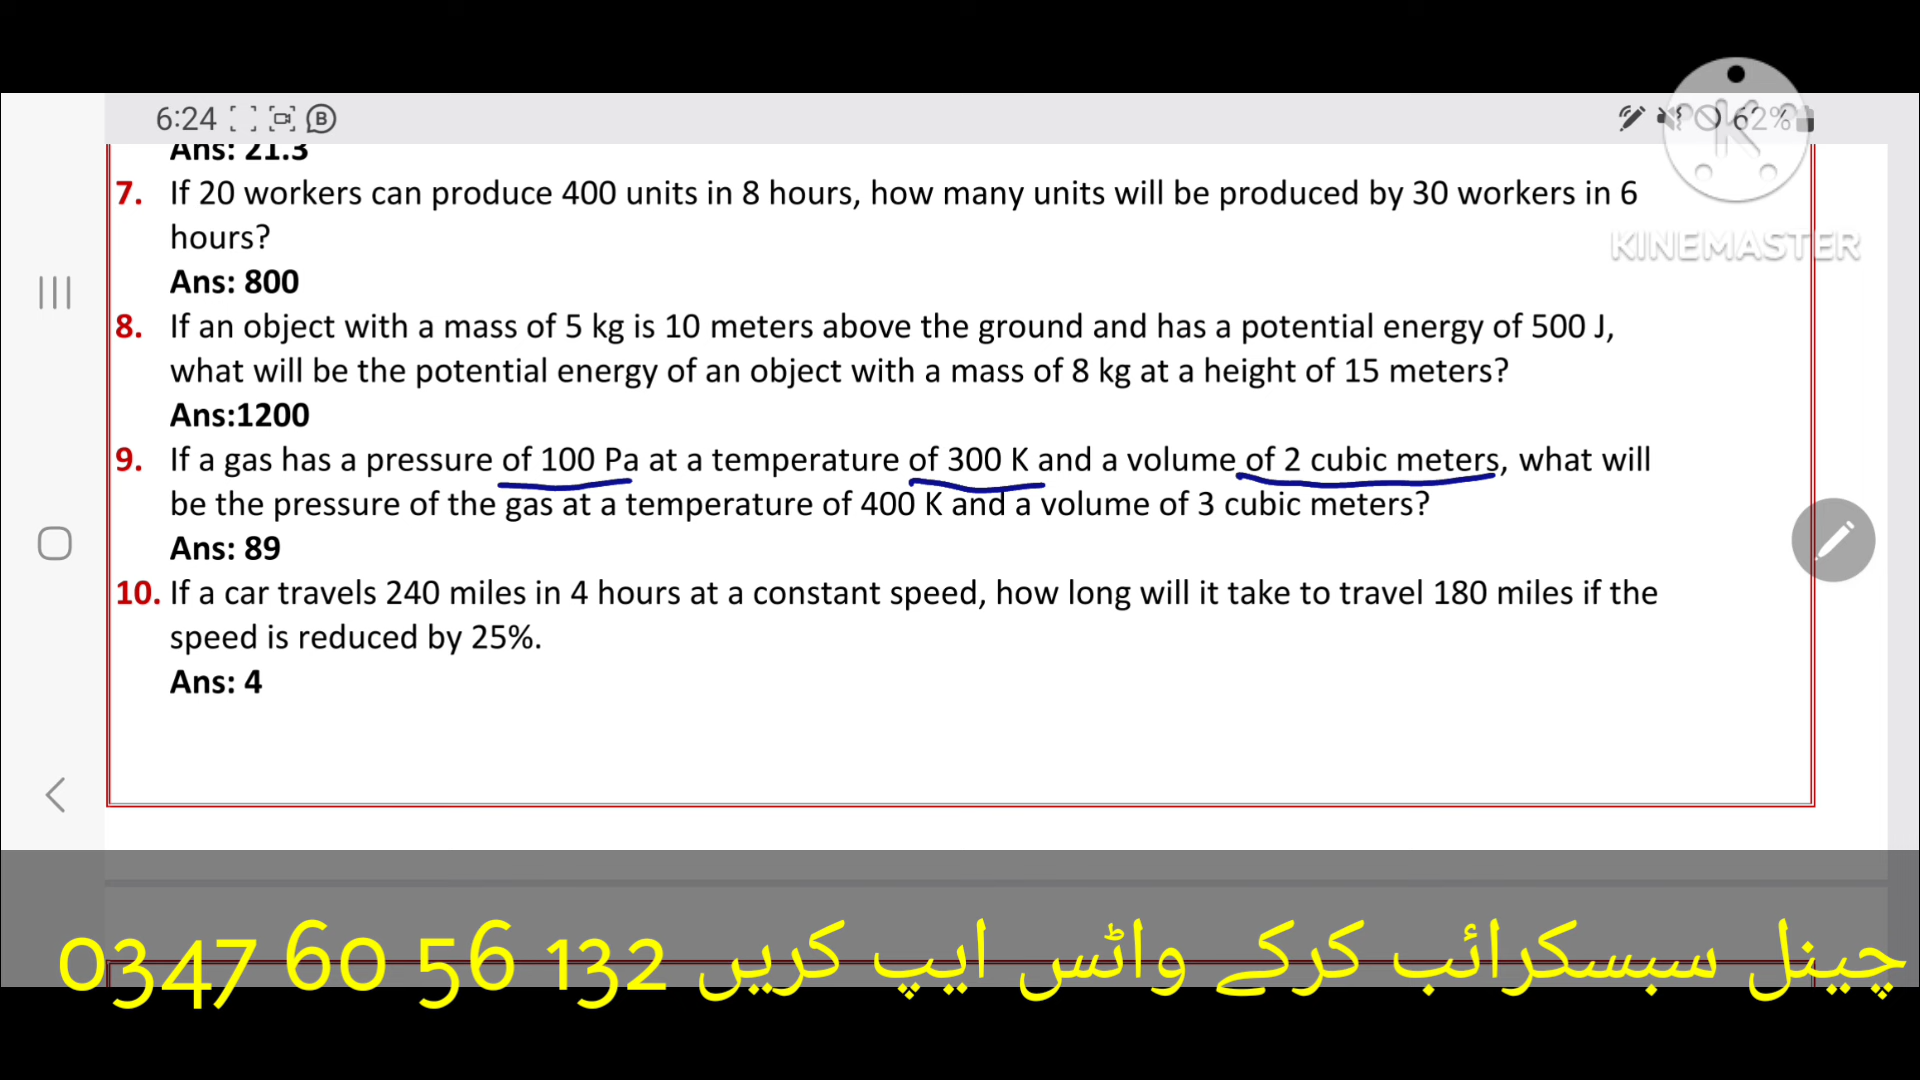 6:24 B 62%
Ans: 21.3
7. If 20 workers can produce 400 units in 8 hours, how many units will be produced by 30 workers in 6
hours?
KINEMASTER
Ans: 800
8. If an object with a mass of 5 kg is 10 meters above the ground and has a potential energy of 500 J,
what will be the potential energy of an object with a mass of 8 kg at a height of 15 meters?
Ans:1200
9. If a gas has a pressure of 100 Pa at a temperature of 300 K and a volume of 2 cubic meters, what will
be the pressure of the gas at a temperature of 400 K and a volume of 3 cubic meters?
Ans: 89
10. If a car travels 240 miles in 4 hours at a constant speed, how long will it take to travel 180 miles if the
speed is reduced by 25%.
Ans: 4
چینل سبسکرائب کرکے واٹس ایپ کریں 0347 60 56 132